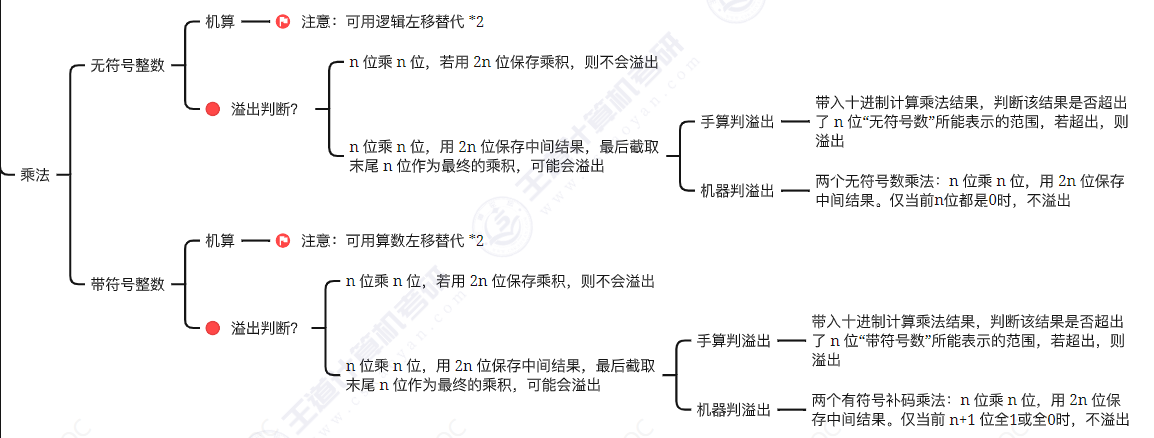 乘法
无符号整数
机算
注意：可用逻辑左移替代 *2
溢出判断？
n 位乘 n 位，若用 2n 位保存乘积，则不会溢出
n 位乘 n 位，用 2n 位保存中间结果，最后截取
末尾 n 位作为最终的乘积，可能会溢出
手算判溢出
带入十进制计算乘法结果，判断该结果是否超出
了 n 位“无符号数”所能表示的范围，若超出，则
溢出
机器判溢出
两个无符号数乘法：n 位乘 n 位，用 2n 位保存
中间结果。仅当前n位都是0时，不溢出
带符号整数
机算
注意：可用算数左移替代 *2
溢出判断？
n 位乘 n 位，若用 2n 位保存乘积，则不会溢出
n 位乘 n 位，用 2n 位保存中间结果，最后截取
末尾 n 位作为最终的乘积，可能会溢出
手算判溢出
带入十进制计算乘法结果，判断该结果是否超出
了 n 位“带符号数”所能表示的范围，若超出，则
溢出
机器判溢出
两个有符号补码乘法：n 位乘 n 位，用 2n 位保
存中间结果。仅当前 n+1 位全1或全0时，不溢出
王道计算机考研
王道计算机考研